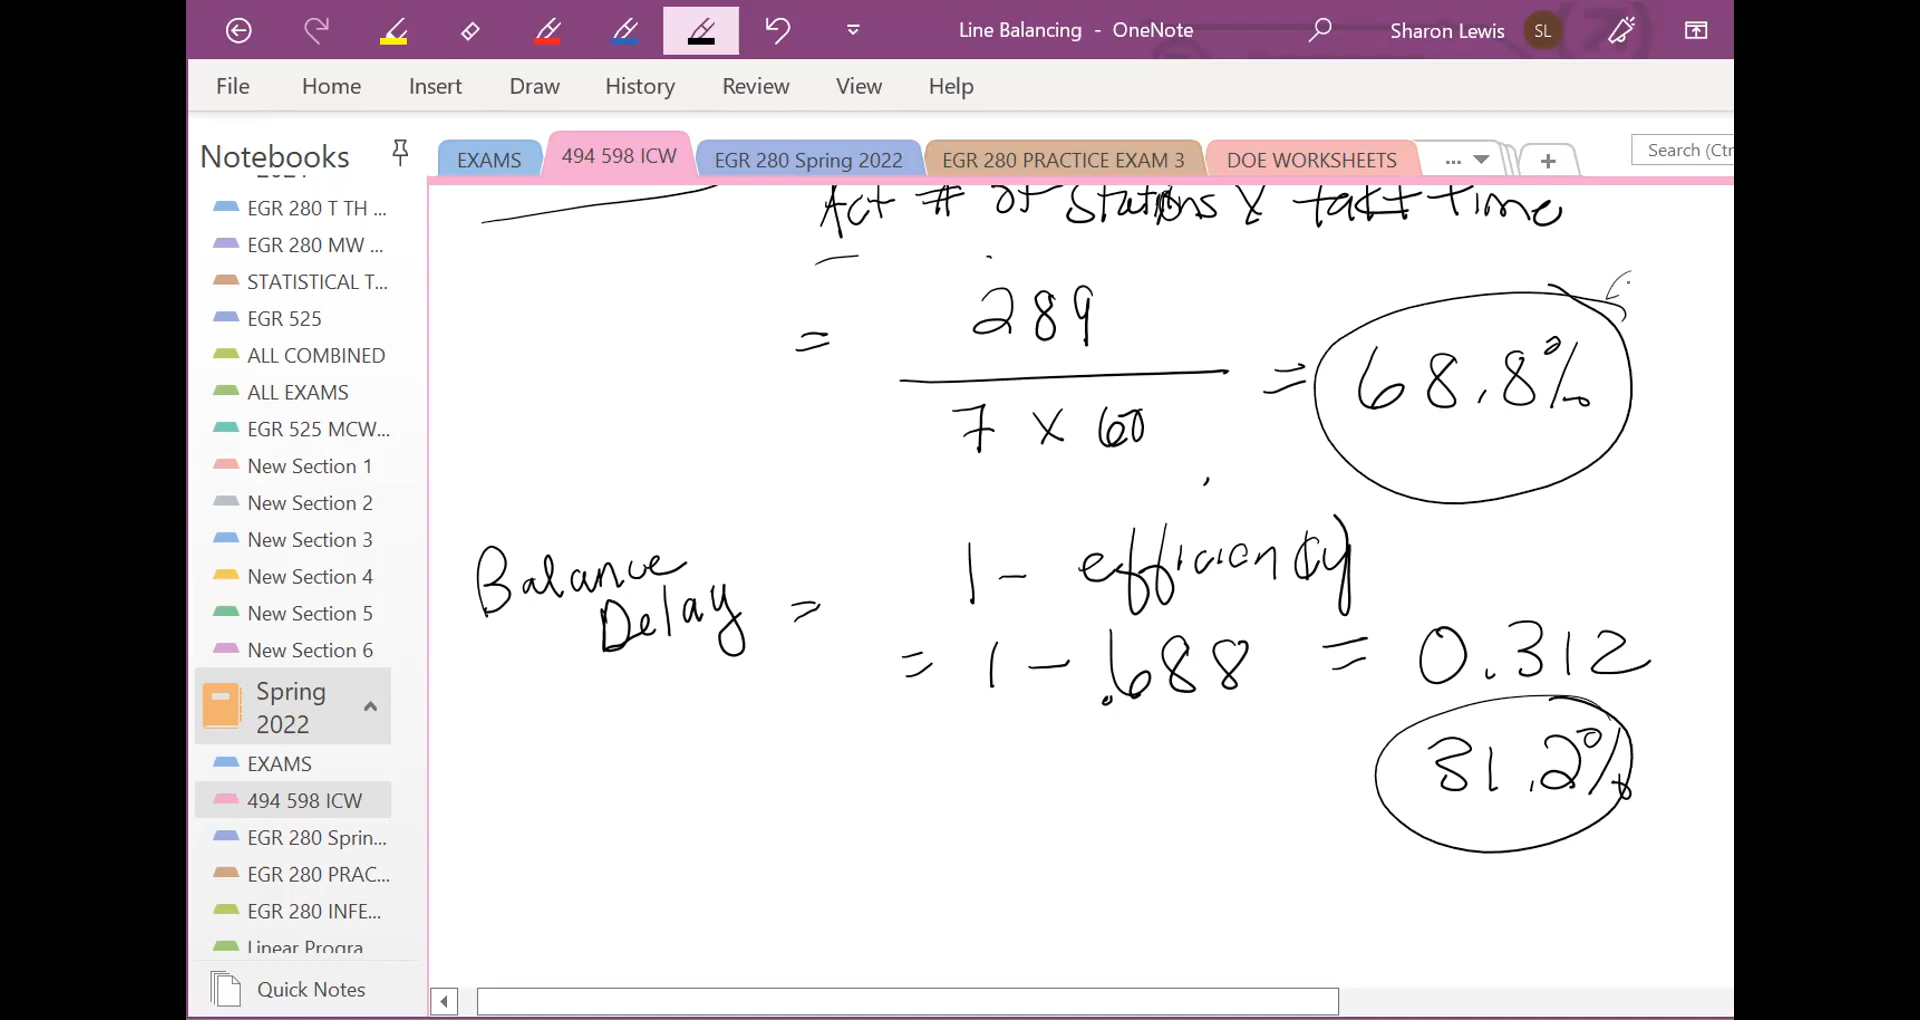 Line Balancing - OneNote
Sharon Lewis
SL
File Home Insert Draw History Review View Help
Notebooks
EXAMS
494 598 ICW
EGR 280 Spring 2022
EGR 280 PRACTICE EXAM 3
DOE WORKSHEETS
...
+
Search (Ctr
EGR 280 T TH ...
EGR 280 MW ...
STATISTICAL T...
EGR 525
ALL COMBINED
ALL EXAMS
EGR 525 MCW...
New Section 1
New Section 2
New Section 3
New Section 4
New Section 5
New Section 6
Spring
2022
EXAMS
494 598 ICW
EGR 280 Sprin...
EGR 280 PRAC...
EGR 280 INFE...
Linear Progra
Quick Notes
Act # of Stations X takt time
= 289
7 X 60
= 68.8%
Balance
Delay = 1 - efficiency
= 1 - .688 = 0.312
31.2%